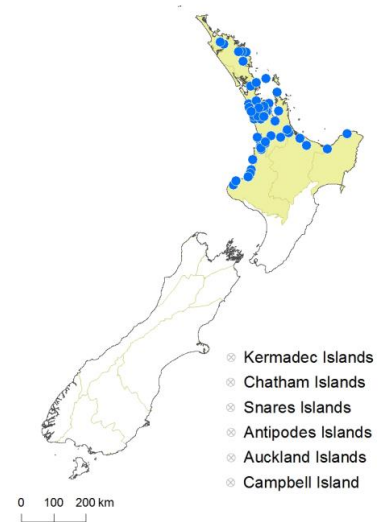 Kermadec Islands
Chatham Islands
Snares Islands
Antipodes Islands
Auckland Islands
Campbell Island
0 100 200 km